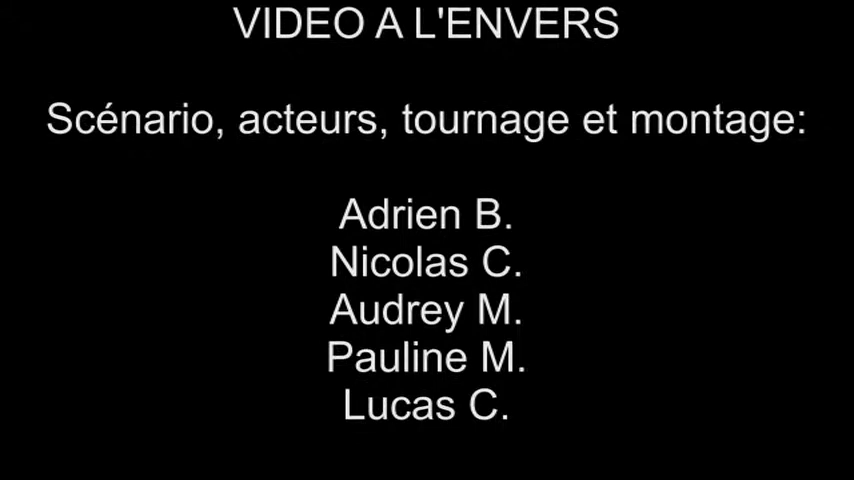 VIDEO A L'ENVERS
Scénario, acteurs, tournage et montage:
Adrien B.
Nicolas C.
Audrey M.
Pauline M.
Lucas C.